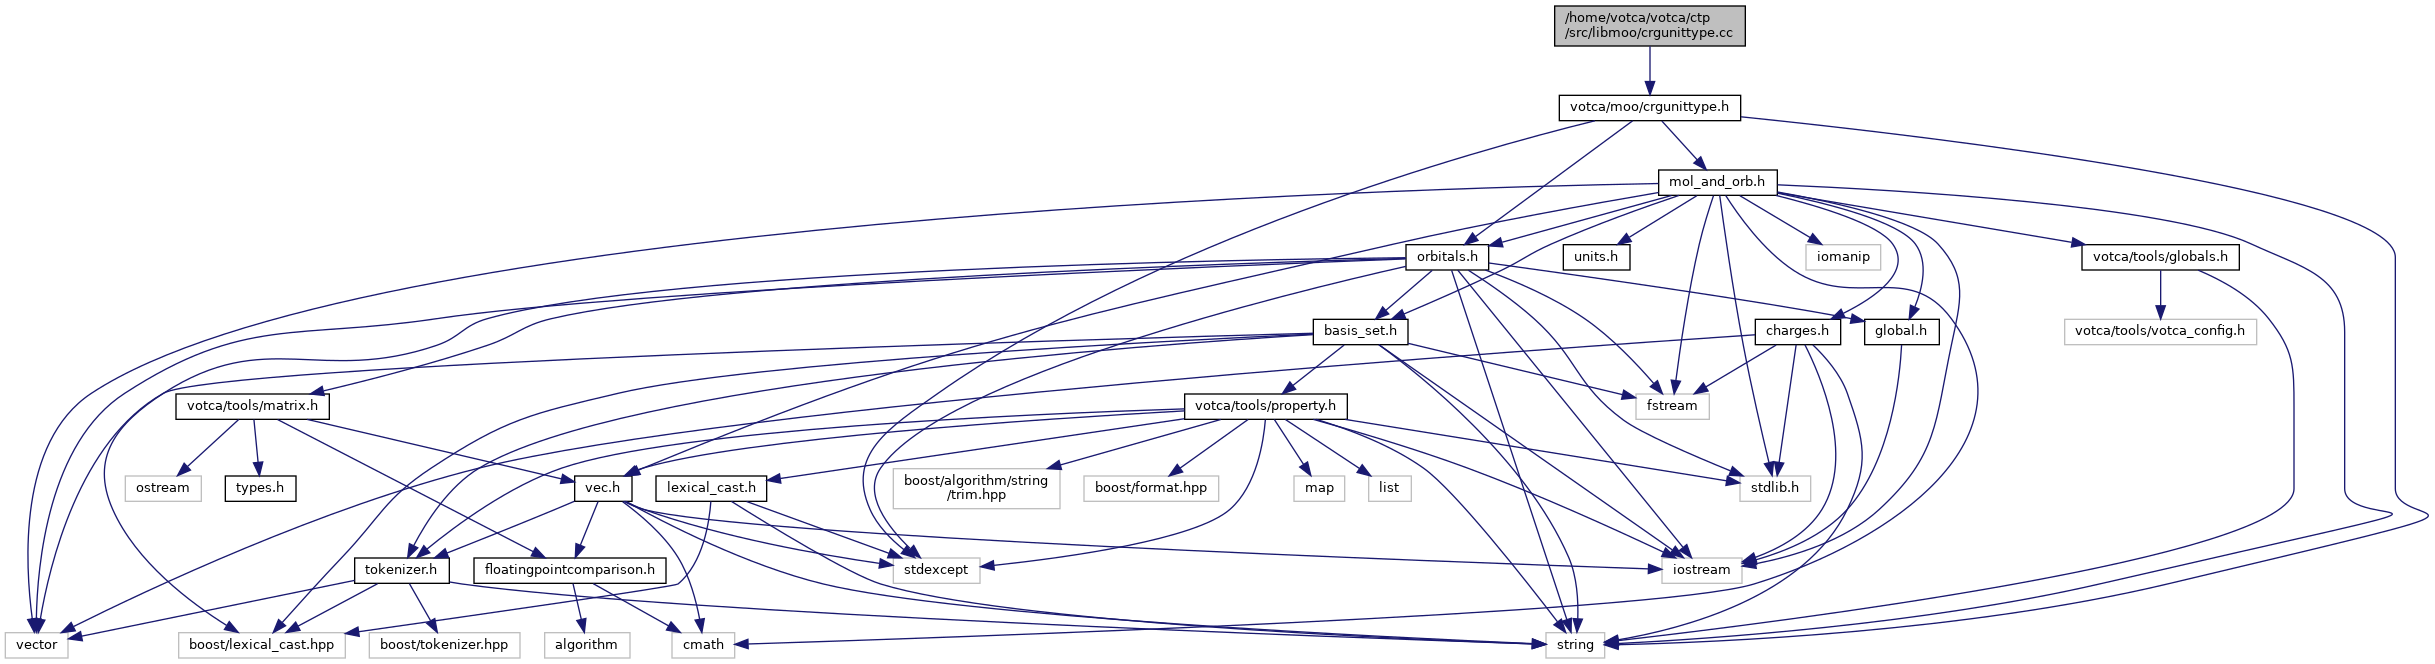 /home/votca/votca/ctp
/src/libmoo/crgunittype.cc
votca/moo/crgunittype.h
mol_and_orb.h
orbitals.h
units.h
iomanip
votca/tools/globals.h
basis_set.h
charges.h
global.h
votca/tools/votca_config.h
votca/tools/matrix.h
votca/tools/property.h
fstream
ostream
types.h
vec.h
lexical_cast.h
boost/algorithm/string
/trim.hpp
boost/format.hpp
map
list
stdlib.h
tokenizer.h
floatingpointcomparison.h
stdexcept
iostream
vector
boost/lexical_cast.hpp
boost/tokenizer.hpp
algorithm
cmath
string